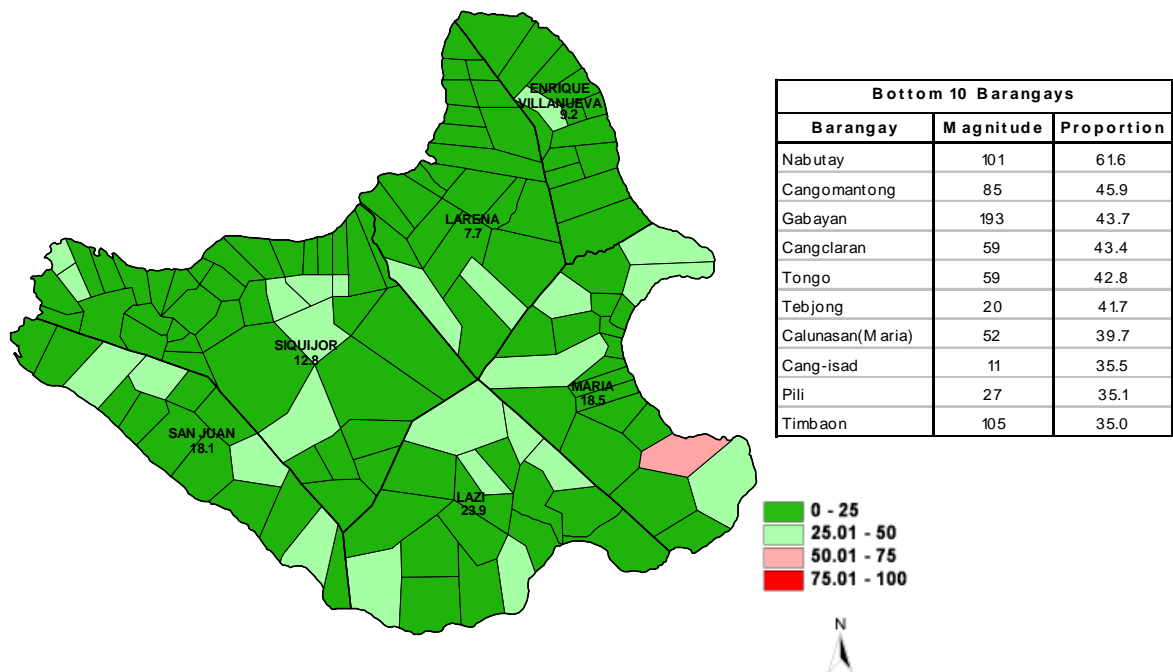 ENRIQUE
VILLANUEVA
9.2
LARENA
7.7
SIQUIJOR
12.8
MARIA
18.5
SAN JUAN
18.1
LAZI
23.9
Bottom 10 Barangays
Barangay Magnitude Proportion
Nabutay 101 61.6
Cangomantong 85 45.9
Gabayan 193 43.7
Cangclaran 59 43.4
Tongo 59 42.8
Tebjong 20 41.7
Calunasan(Maria) 52 39.7
Cang-isad 11 35.5
Pili 27 35.1
Timbaon 105 35.0
0 - 25
25.01 - 50
50.01 - 75
75.01 - 100
N